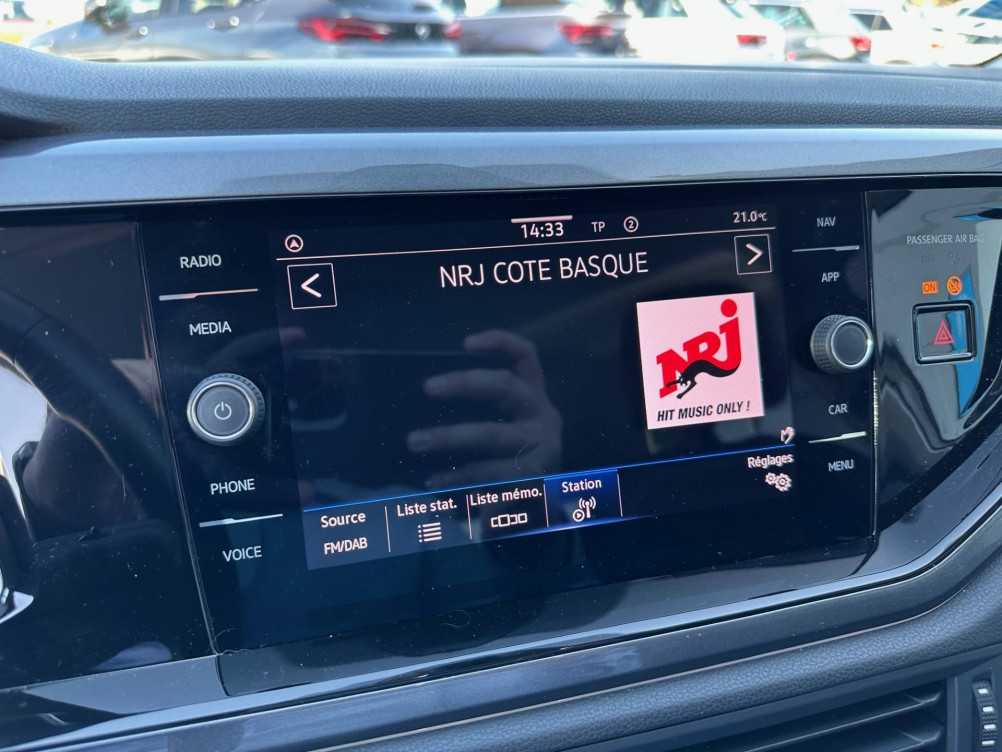 14:33 TP 2 21.0°C
NRJ COTE BASQUE
NRJ
HIT MUSIC ONLY !
Réglages
Source
FM/DAB
Liste stat.
Liste mémo.
Station
RADIO
MEDIA
PHONE
VOICE
NAV
APP
CAR
MENU
PASSENGER AIR BAG
ON